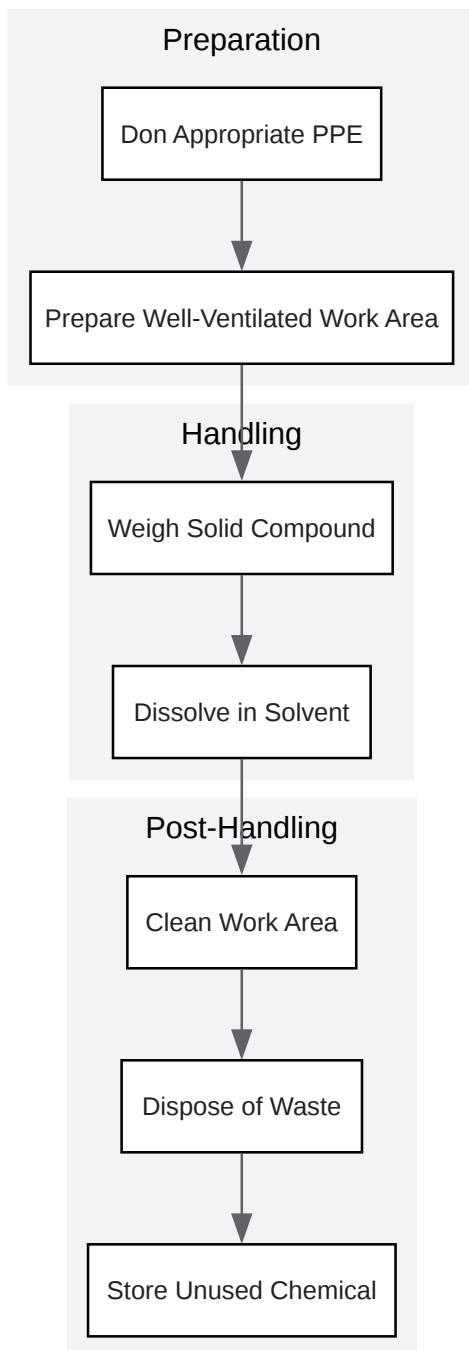 Preparation
Don Appropriate PPE
Prepare Well-Ventilated Work Area
Handling
Weigh Solid Compound
Dissolve in Solvent
Post-Handling
Clean Work Area
Dispose of Waste
Store Unused Chemical